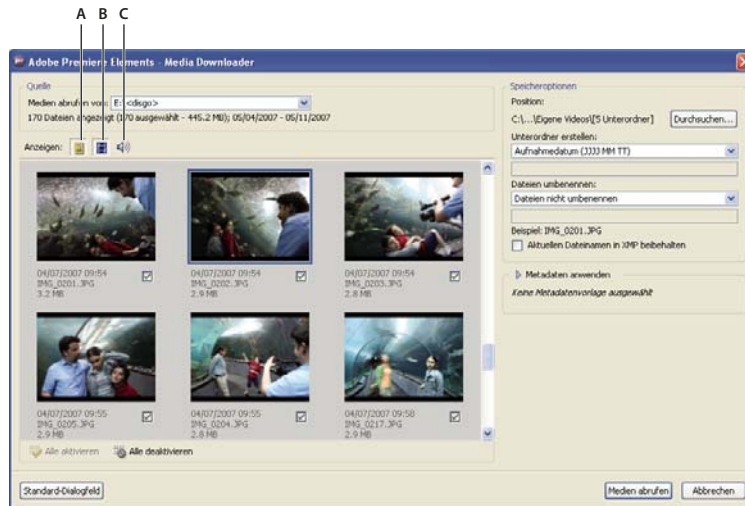 A B C
Adobe Premiere Elements - Media Downloader
Quelle
Medien abrufen von: E: <disgo>
170 Dateien angezeigt (170 ausgewählt - 445.2 MB); 05/04/2007 - 05/11/2007
Anzeigen:
04/07/2007 09:54
IMG_0201.JPG
3.2 MB
04/07/2007 09:54
IMG_0202.JPG
2.9 MB
04/07/2007 09:54
IMG_0203.JPG
2.8 MB
04/07/2007 09:55
IMG_0205.JPG
2.9 MB
04/07/2007 09:55
IMG_0204.JPG
2.8 MB
04/07/2007 09:58
IMG_0217.JPG
2.9 MB
Alle aktivieren
Alle deaktivieren
Speicheroptionen
Position:
C:\...\Eigene Videos\[5 Unterordner]
Durchsuchen...
Unterordner erstellen:
Aufnahmedatum (JJJJ MM TT)
Dateien umbenennen:
Dateien nicht umbenennen
Beispiel: IMG_0201.JPG
Aktuellen Dateinamen in XMP beibehalten
Metadaten anwenden
Keine Metadatenvorlage ausgewählt
Standard-Dialogfeld
Medien abrufen
Abbrechen